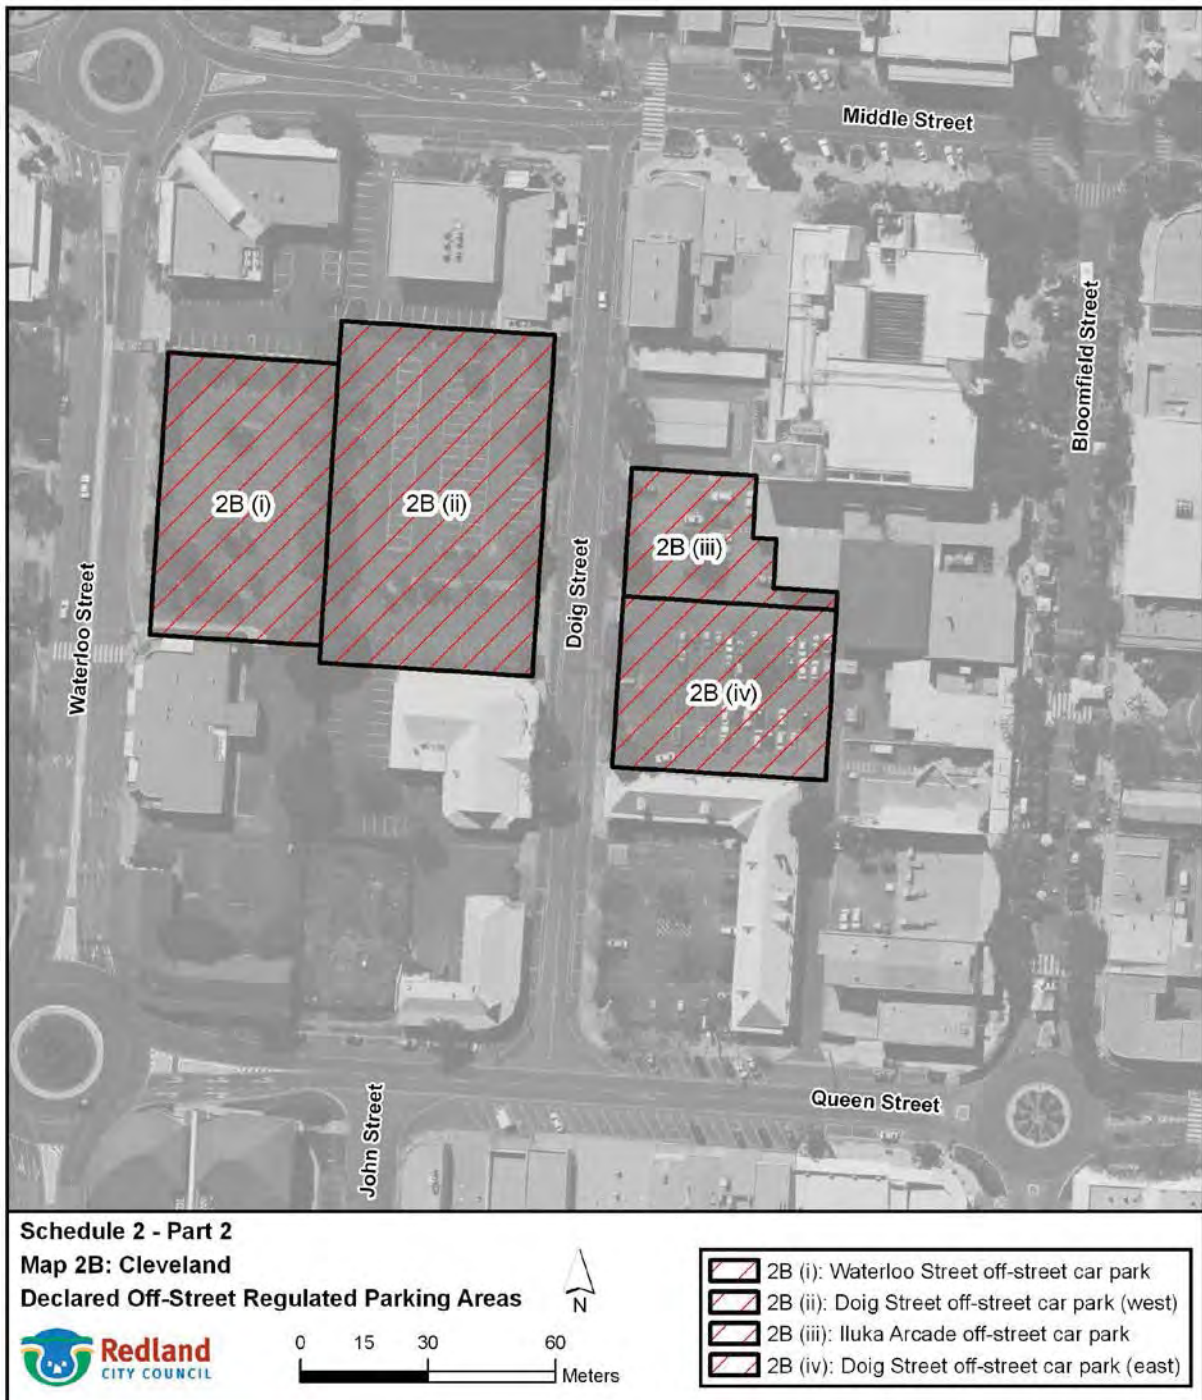 Middle Street
Bloomfield Street
2B (i)
2B (ii)
2B (iii)
Doig Street
Waterloo Street
2B (iv)
Queen Street
John Street
Schedule 2 - Part 2
Map 2B: Cleveland
Declared Off-Street Regulated Parking Areas
N
Redland
CITY COUNCIL
0 15 30 60
Meters
2B (i): Waterloo Street off-street car park
2B (ii): Doig Street off-street car park (west)
2B (iii): Iluka Arcade off-street car park
2B (iv): Doig Street off-street car park (east)